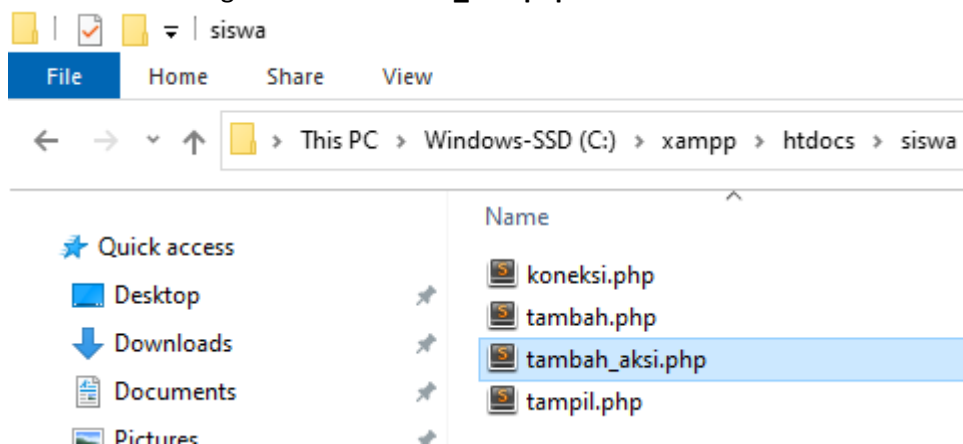 siswa
File Home Share View
This PC > Windows-SSD (C:) > xampp > htdocs > siswa
Name
Quick access
koneksi.php
Desktop
tambah.php
Downloads
tambah_aksi.php
Documents
tampil.php
Pictures